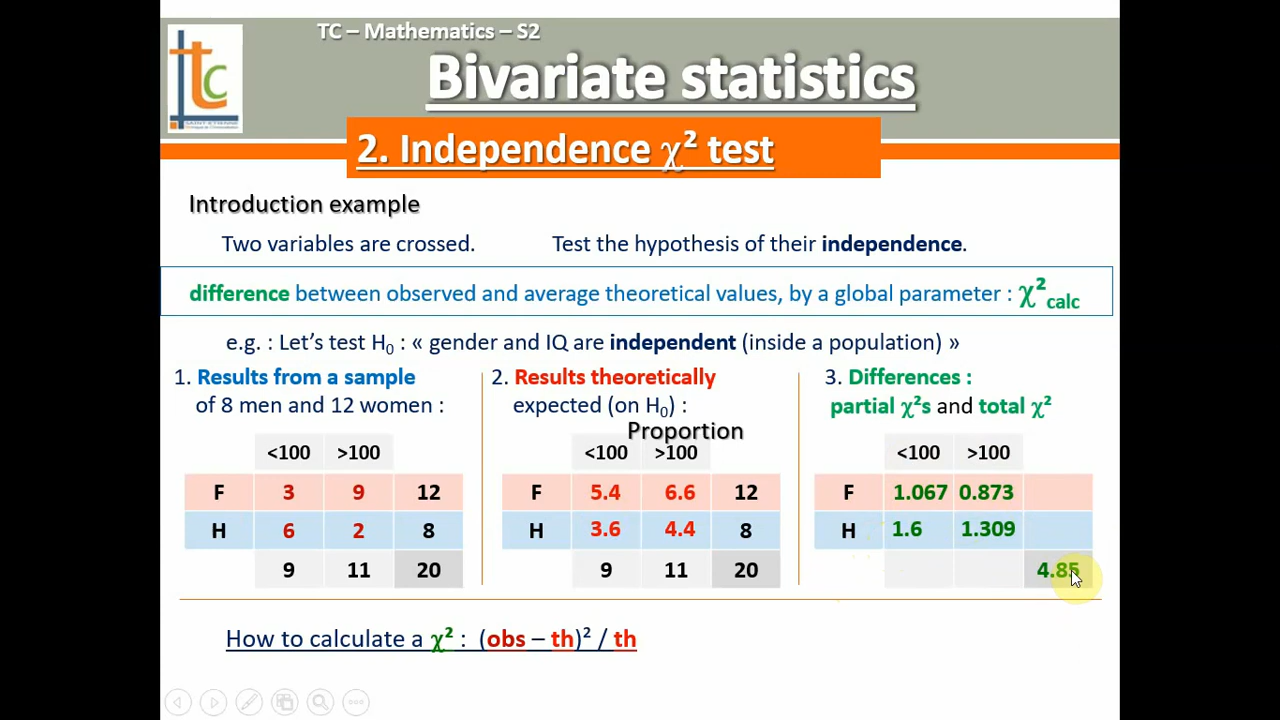 TC – Mathematics – S2
Bivariate statistics
tc
2. Independence χ² test
Introduction example
Two variables are crossed. Test the hypothesis of their independence.
difference between observed and average theoretical values, by a global parameter : χ²calc
e.g. : Let's test H₀ : « gender and IQ are independent (inside a population) »
1. Results from a sample
of 8 men and 12 women :
<100 >100
F 3 9 12
H 6 2 8
9 11 20
2. Results theoretically
expected (on H₀) :
Proportion
<100 >100
F 5.4 6.6 12
H 3.6 4.4 8
9 11 20
3. Differences :
partial χ²s and total χ²
<100 >100
F 1.067 0.873
H 1.6 1.309
4.85
How to calculate a χ² : (obs – th)² / th